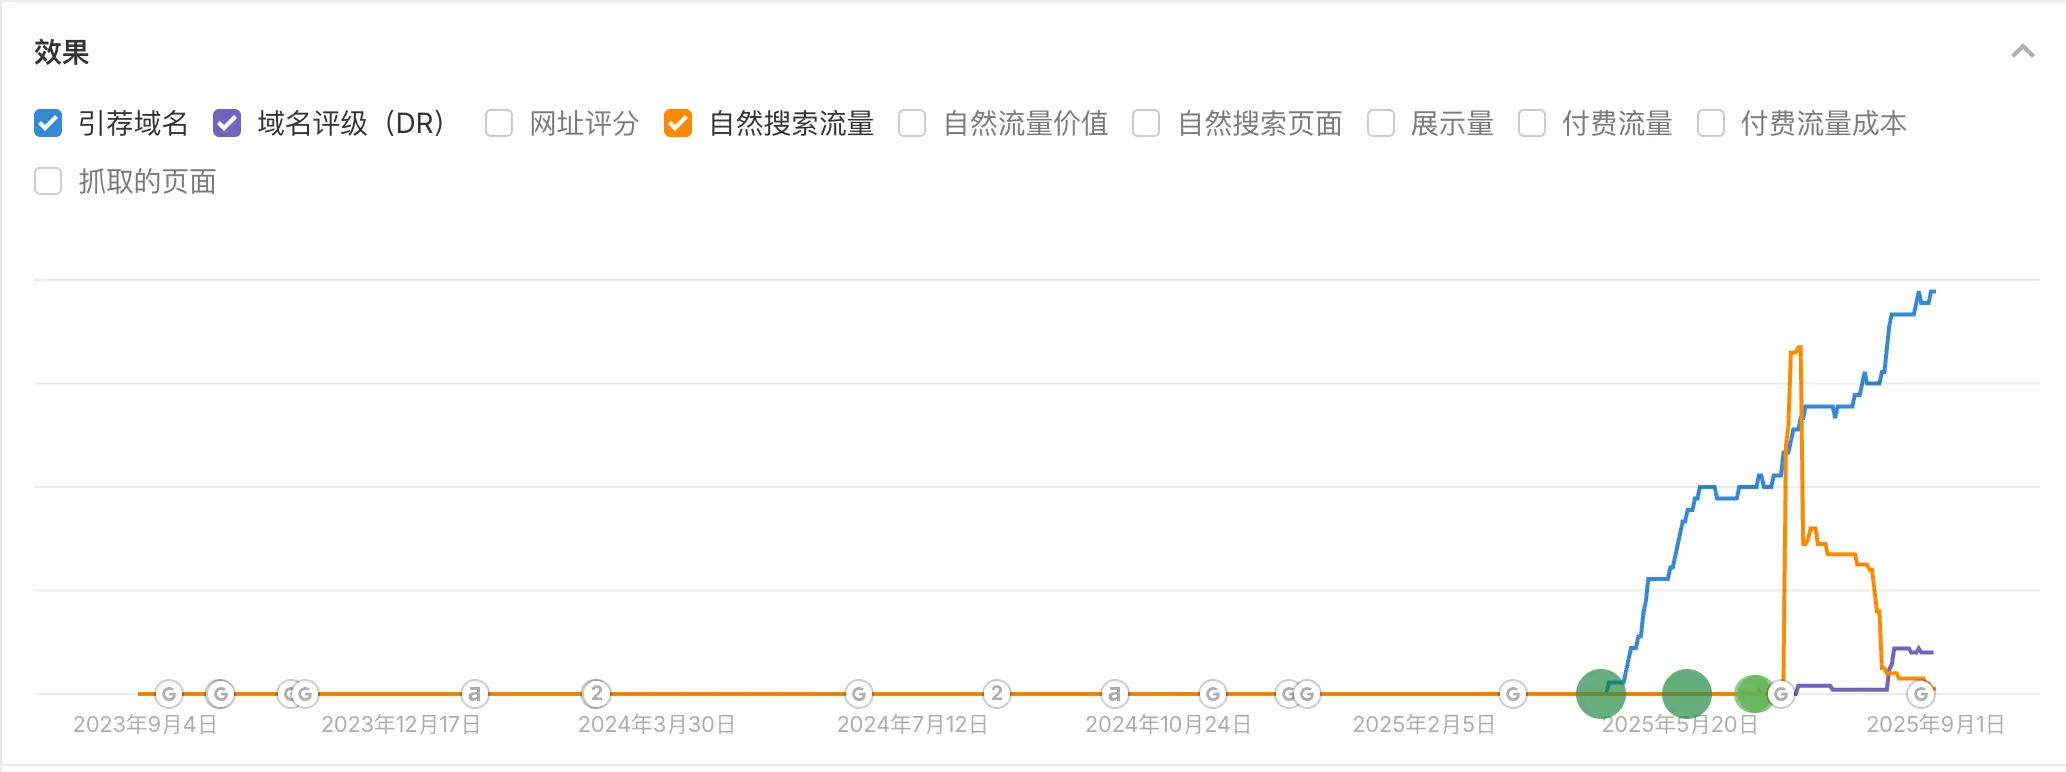 效果
引荐域名 域名评级（DR） 网址评分 自然搜索流量 自然流量价值 自然搜索页面 展示量 付费流量 付费流量成本
抓取的页面
G G G G a 2 G 2 a G G G G G G
2023年9月4日 2023年12月17日 2024年3月30日 2024年7月12日 2024年10月24日 2025年2月5日 2025年5月20日 2025年9月1日